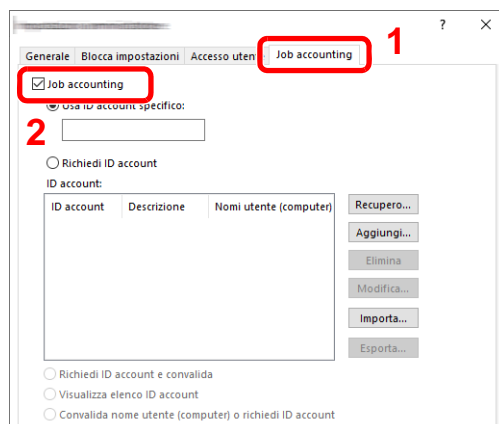 ?
1
Generale Blocca impostazioni Accesso utent Job accounting
Job accounting
Usa ID account specifico:
2
Richiedi ID account
ID account:
ID account Descrizione Nomi utente (computer)
Recupero...
Aggiungi...
Elimina
Modifica...
Importa...
Esporta...
Richiedi ID account e convalida
Visualizza elenco ID account
Convalida nome utente (computer) o richiedi ID account